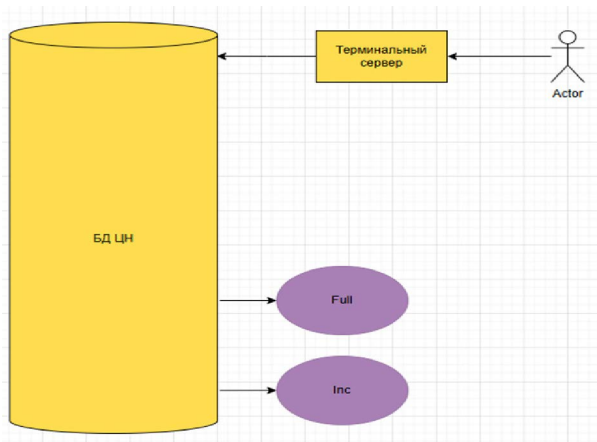 Терминальный
сервер
Actor
БД ЦН
Full
Inc